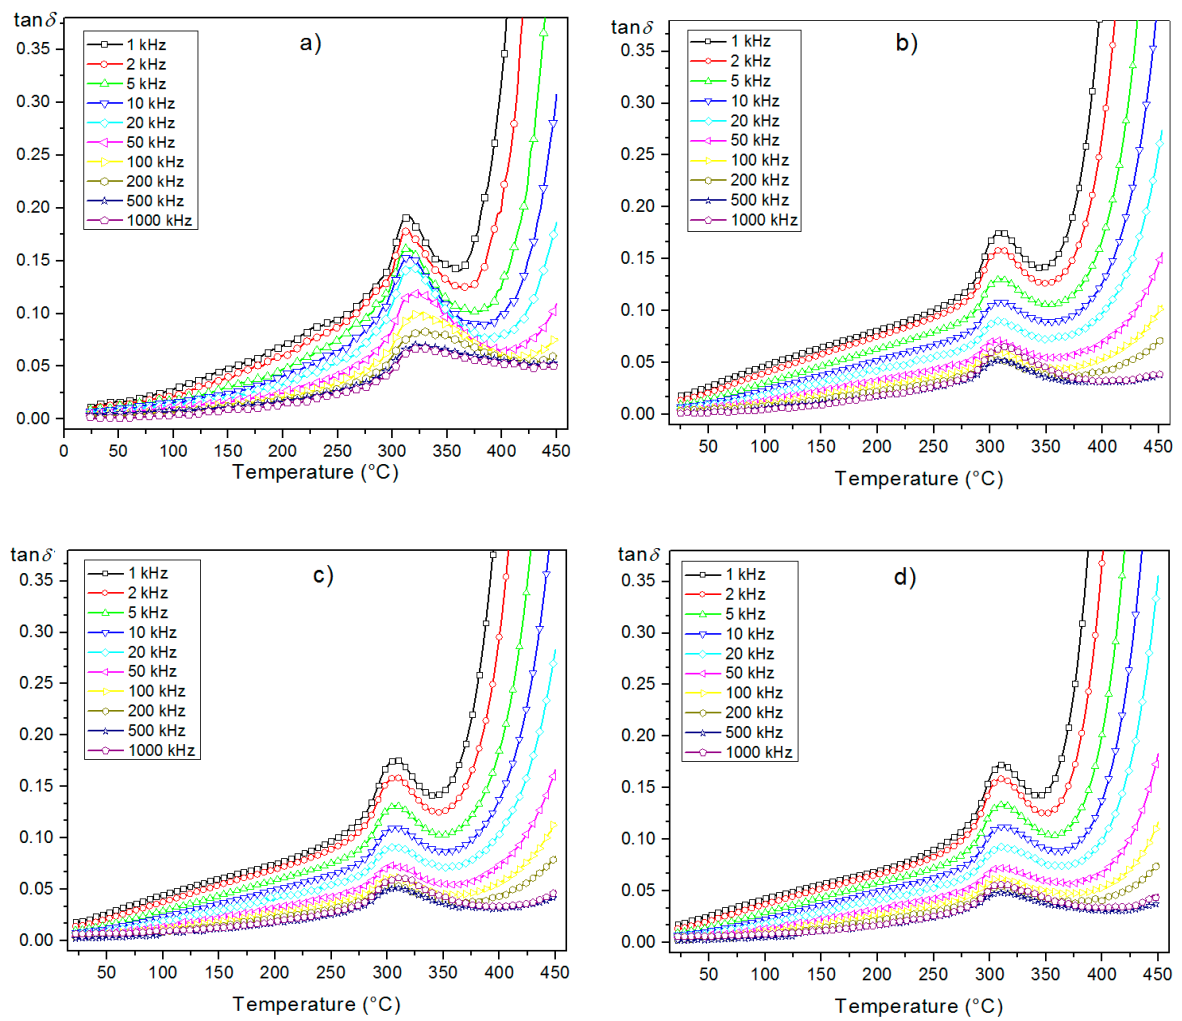 tanδ
a)
0.35
0.30
0.25
0.20
0.15
0.10
0.05
0.00
1 kHz
2 kHz
5 kHz
10 kHz
20 kHz
50 kHz
100 kHz
200 kHz
500 kHz
1000 kHz
0 50 100 150 200 250 300 350 400 450
Temperature (°C)
tanδ
b)
0.35
0.30
0.25
0.20
0.15
0.10
0.05
0.00
1 kHz
2 kHz
5 kHz
10 kHz
20 kHz
50 kHz
100 kHz
200 kHz
500 kHz
1000 kHz
50 100 150 200 250 300 350 400 450
Temperature (°C)
tanδ
c)
0.35
0.30
0.25
0.20
0.15
0.10
0.05
0.00
1 kHz
2 kHz
5 kHz
10 kHz
20 kHz
50 kHz
100 kHz
200 kHz
500 kHz
1000 kHz
50 100 150 200 250 300 350 400 450
Temperature (°C)
tanδ
d)
0.35
0.30
0.25
0.20
0.15
0.10
0.05
0.00
1 kHz
2 kHz
5 kHz
10 kHz
20 kHz
50 kHz
100 kHz
200 kHz
500 kHz
1000 kHz
50 100 150 200 250 300 350 400 450
Temperature (°C)